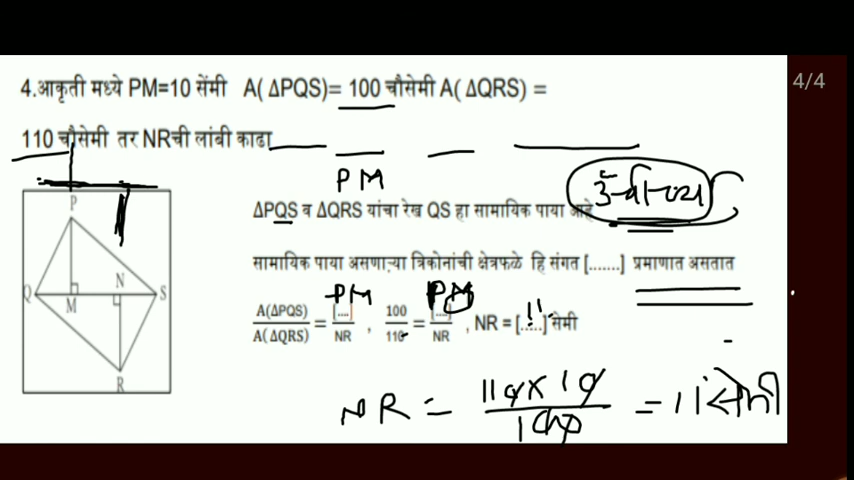 4.आकृती मध्ये PM=10 सेंमी A( ΔPQS)= 100 चौसेमी A( ΔQRS) =
4/4
110 चौसेमी तर NRची लांबी काढा
PM
उंचीच्या
ΔPQS व ΔQRS यांचा रेख QS हा सामायिक पाया आहे
सामायिक पाया असणाऱ्या त्रिकोनांची क्षेत्रफळे हि संगत [.......] प्रमाणात असतात
P
N
Q
M
S
R
PM PM 11
A(ΔPQS)/A(ΔQRS) = [....]/NR , 100/110 = [....]/NR , NR = [.....] सेमी
NR = 110 x 10 / 100 = 11 सेमी